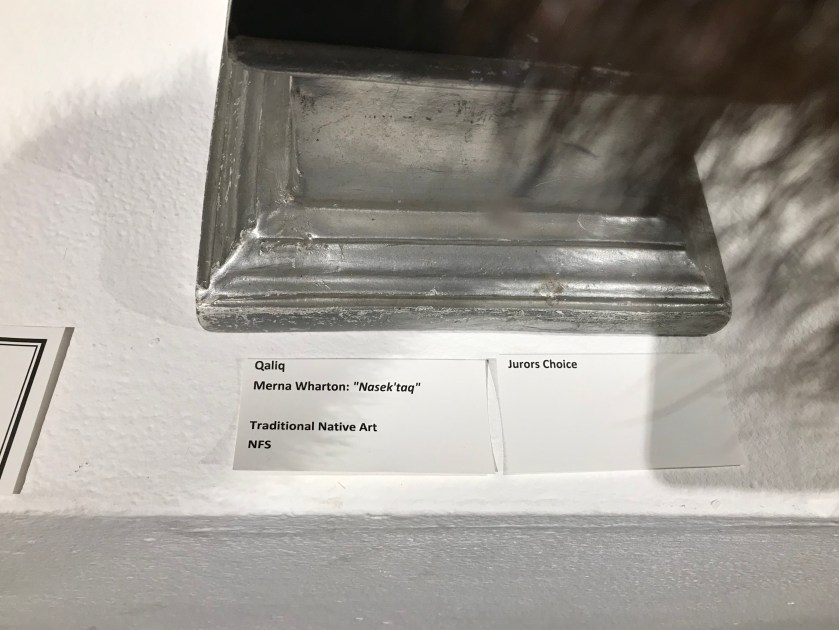 Qaliq
Merna Wharton: "Nasek'taq"
Traditional Native Art
NFS
Jurors Choice